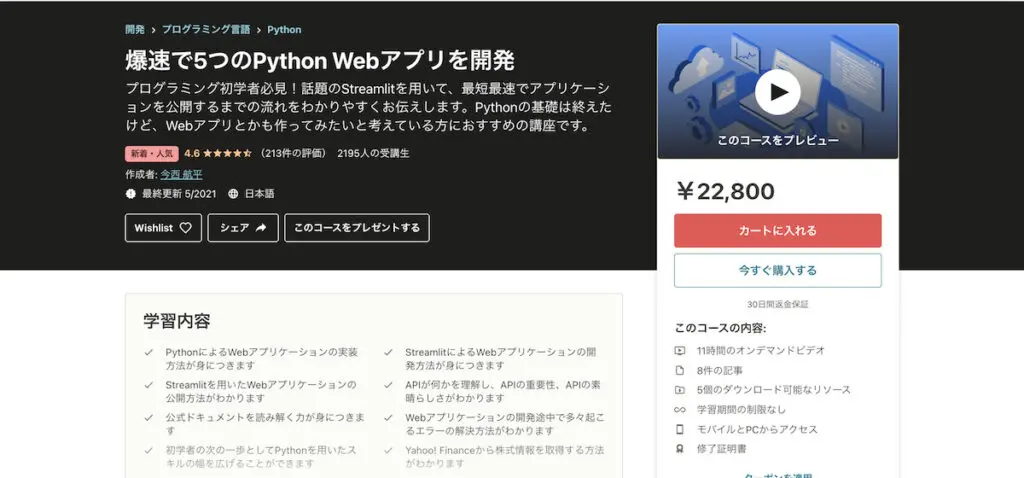 開発 > プログラミング言語 > Python
爆速で5つのPython Webアプリを開発
プログラミング初学者必見！話題のStreamlitを用いて、最短最速でアプリケーシ
ョンを公開するまでの流れをわかりやすくお伝えします。Pythonの基礎は終えた
けど、Webアプリとかも作ってみたいと考えている方におすすめの講座です。
新着・人気 4.6 （213件の評価） 2195人の受講生
作成者: 今西 航平
最終更新 5/2021 日本語
Wishlist シェア このコースをプレゼントする
このコースをプレビュー
￥22,800
カートに入れる
今すぐ購入する
30日間返金保証
このコースの内容:
11時間のオンデマンドビデオ
8件の記事
5個のダウンロード可能なリソース
学習期間の制限なし
モバイルとPCからアクセス
修了証明書
クーポンを適用
学習内容
PythonによるWebアプリケーションの実装
方法が身につきます
Streamlitを用いたWebアプリケーションの
公開方法がわかります
公式ドキュメントを読み解く力が身につきま
す
初学者の次の一歩としてPythonを用いたス
キルの幅を広げることができます
StreamlitによるWebアプリケーションの開
発方法が身につきます
APIが何かを理解し、APIの重要性、APIの素
晴らしさがわかります
Webアプリケーションの開発途中で多々起こ
るエラーの解決方法がわかります
Yahoo! Financeから株式情報を取得する方法
がわかります